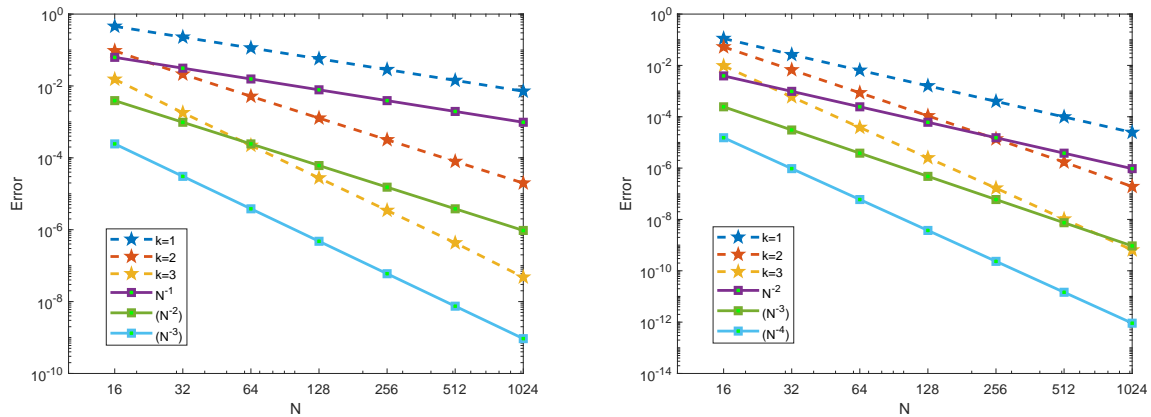 10^0
10^-2
10^-4
10^-6
10^-8
10^-10
Error
16 32 64 128 256 512 1024
N
k=1
k=2
k=3
N^-1
(N^-2)
(N^-3)
10^0
10^-2
10^-4
10^-6
10^-8
10^-10
10^-12
10^-14
Error
16 32 64 128 256 512 1024
N
k=1
k=2
k=3
N^-2
(N^-3)
(N^-4)